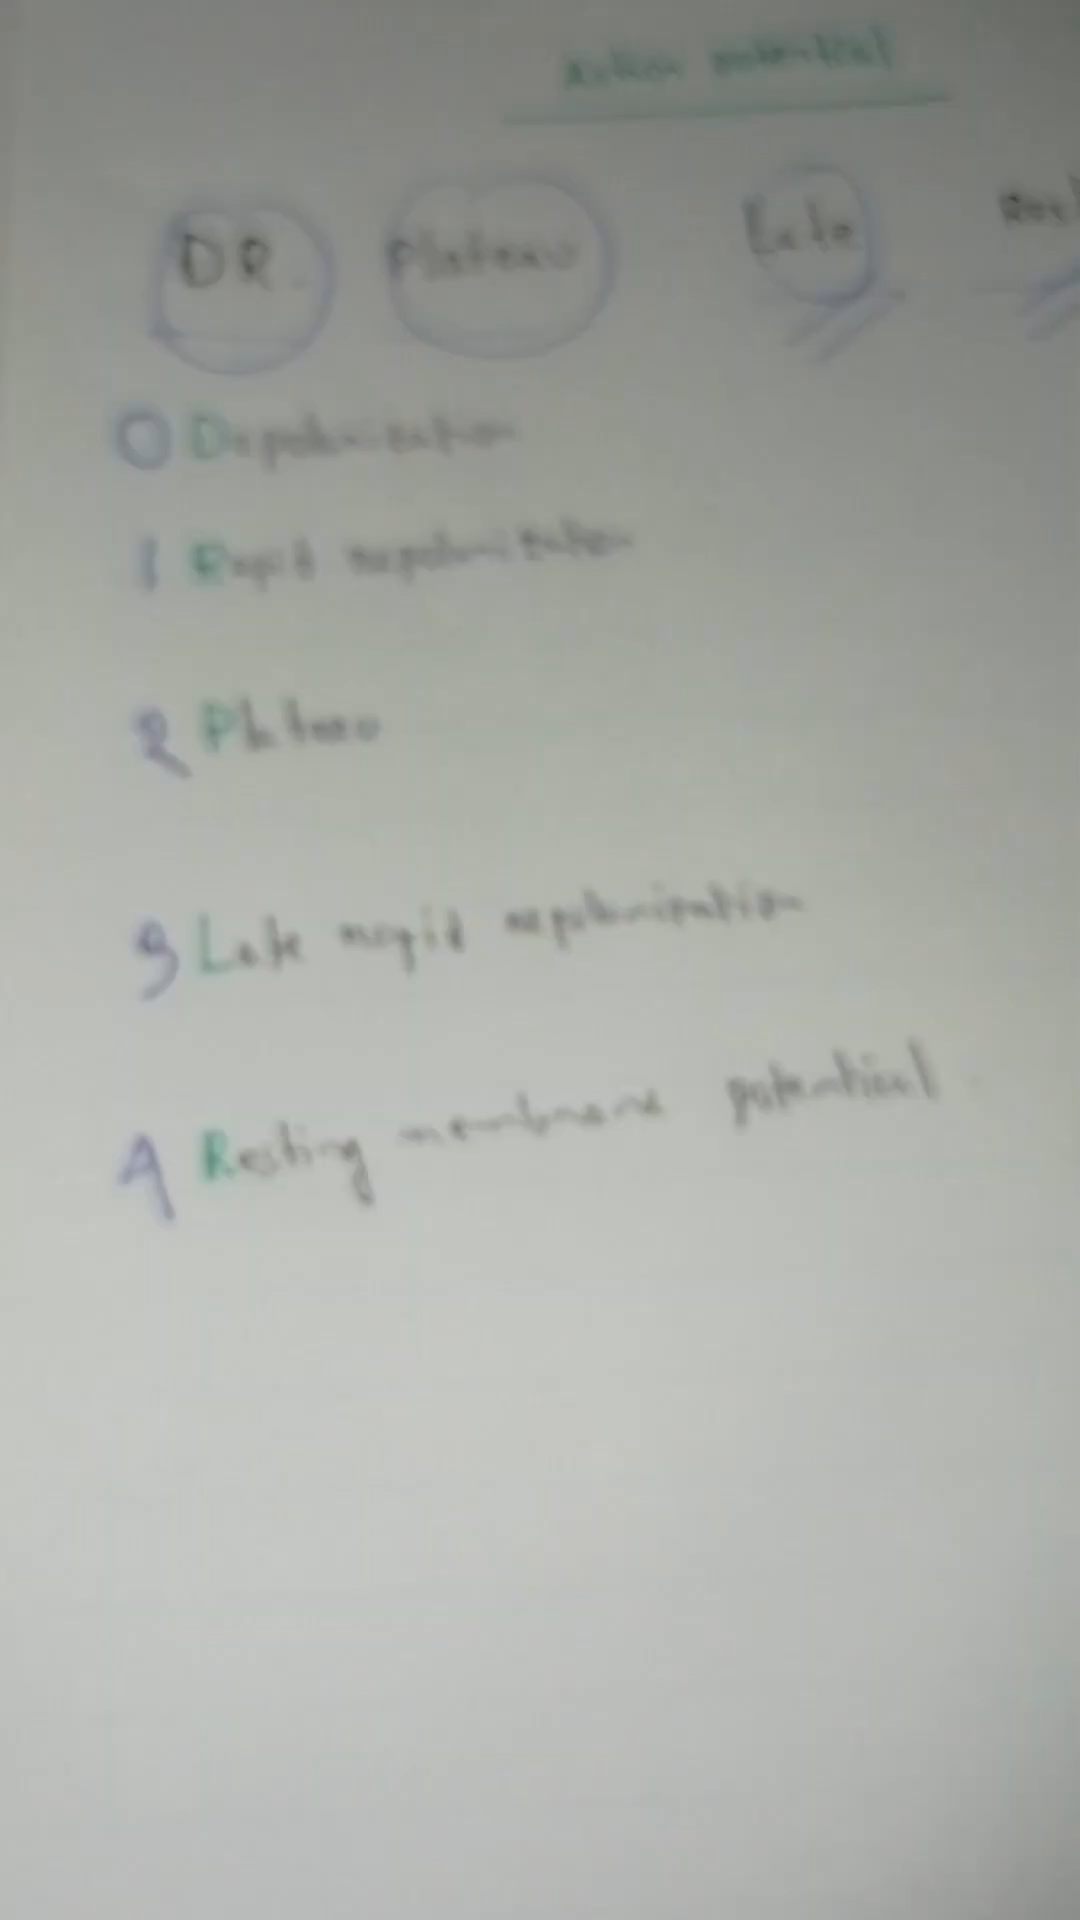 Action potential
DR Plateau Late Rest
0 Depolarization
1 Rapid repolarization
2 Plateau
3 Late rapid repolarization
4 Resting membrane potential